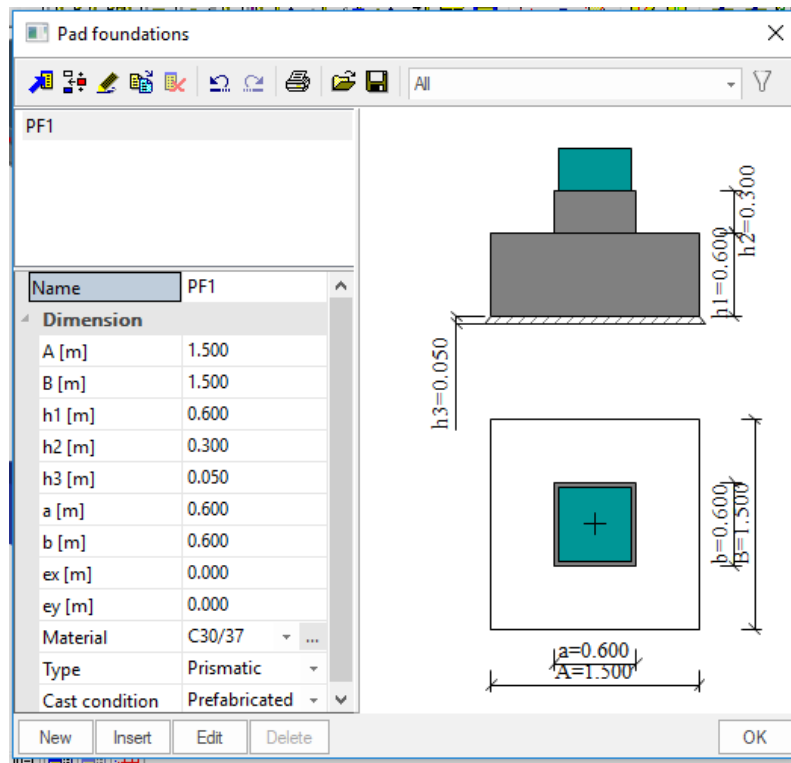 Pad foundations
All
PF1
Name PF1
Dimension
A [m] 1.500
B [m] 1.500
h1 [m] 0.600
h2 [m] 0.300
h3 [m] 0.050
a [m] 0.600
b [m] 0.600
ex [m] 0.000
ey [m] 0.000
Material C30/37 ...
Type Prismatic
Cast condition Prefabricated
New Insert Edit Delete
h2=0.300
h1=0.600
h3=0.050
b=0.600
B=1.500
a=0.600
A=1.500
OK